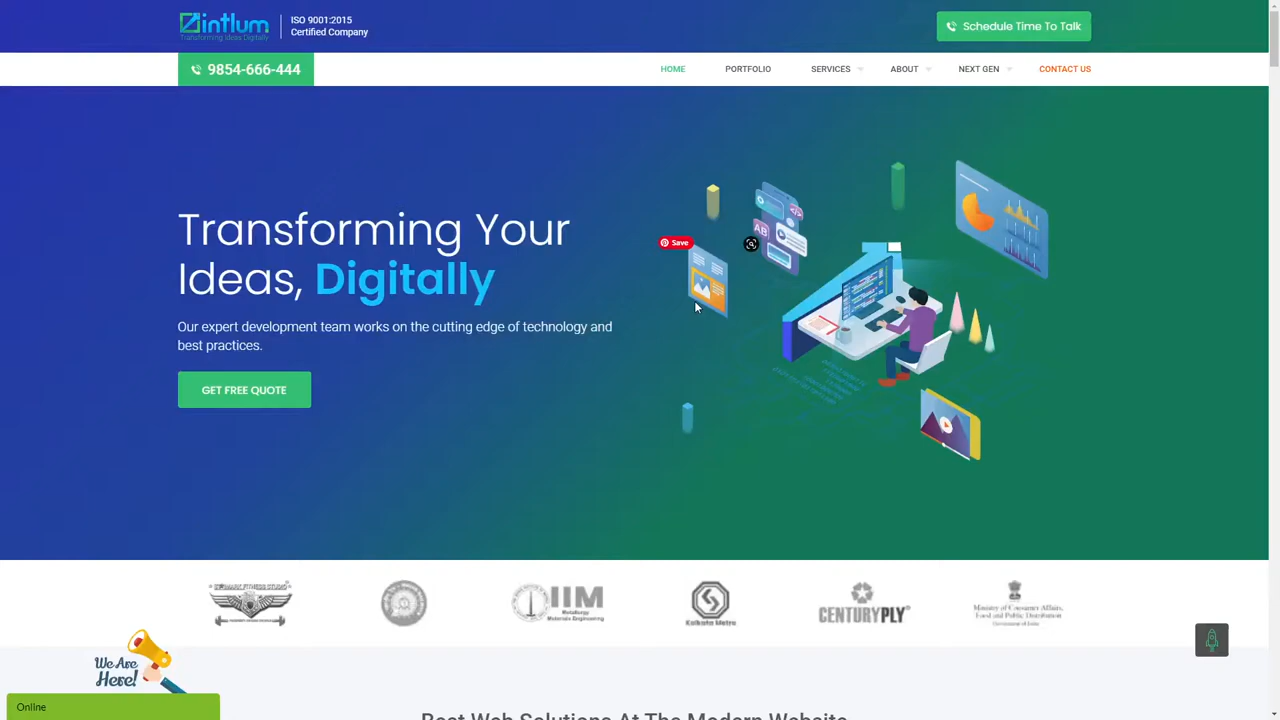 Zintlum
Transforming Ideas Digitally
ISO 9001:2015
Certified Company
Schedule Time To Talk
9854-666-444
HOME
PORTFOLIO
SERVICES
ABOUT
NEXT GEN
CONTACT US
Transforming Your
Ideas, Digitally
Our expert development team works on the cutting edge of technology and
best practices.
GET FREE QUOTE
Save
AB
IIM
Metallurgy
Materials Engineering
Kolkata Metro
CENTURYPLY®
Ministry of Consumer Affairs,
Food and Public Distribution
Government of India
We Are
Here!
Online
Best Web Solutions At The Modern Website